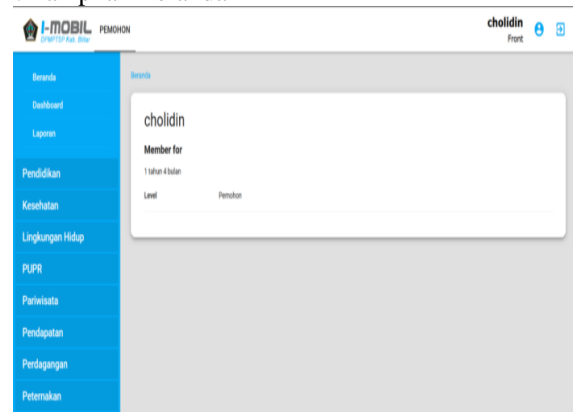 I-MOBIL
DPMPTSP Kab. Blitar
PEMOHON
cholidin
Front
Beranda
Dashboard
Laporan
Pendidikan
Kesehatan
Lingkungan Hidup
PUPR
Pariwisata
Pendapatan
Perdagangan
Peternakan
Beranda
cholidin
Member for
1 tahun 4 bulan
Level Pemohon